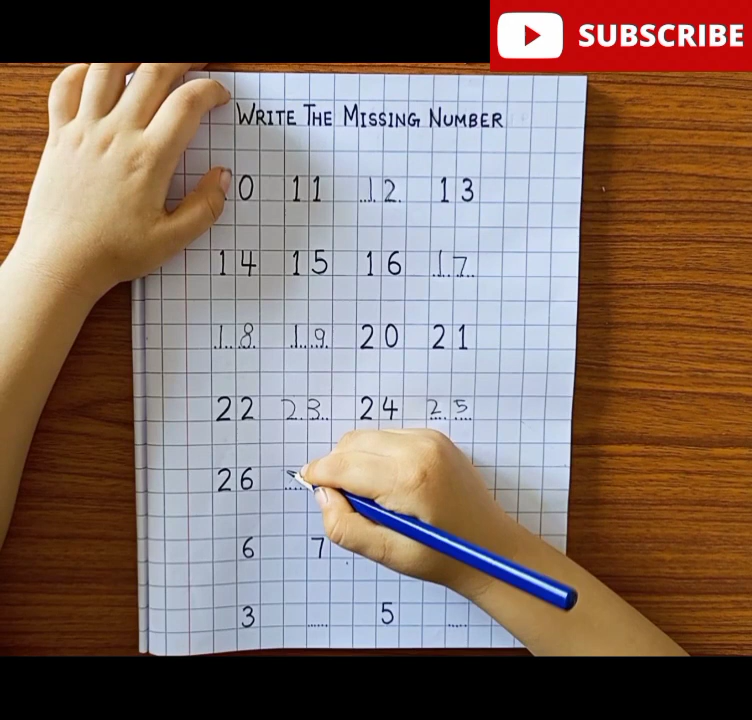 SUBSCRIBE
WRITE THE MISSING NUMBER
0 11 12 13
14 15 16 17
18 19 20 21
22 23 24 25
26
6 7
3 ..... 5 .....